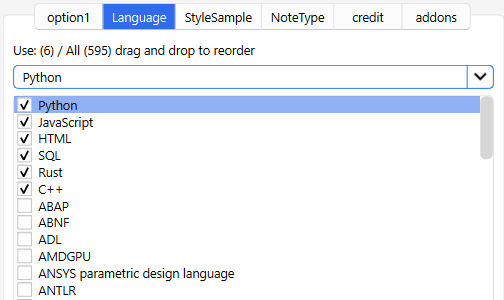 option1 Language StyleSample NoteType credit addons
Use: (6) / All (595) drag and drop to reorder
Python
Python
JavaScript
HTML
SQL
Rust
C++
ABAP
ABNF
ADL
AMDGPU
ANSYS parametric design language
ANTLR